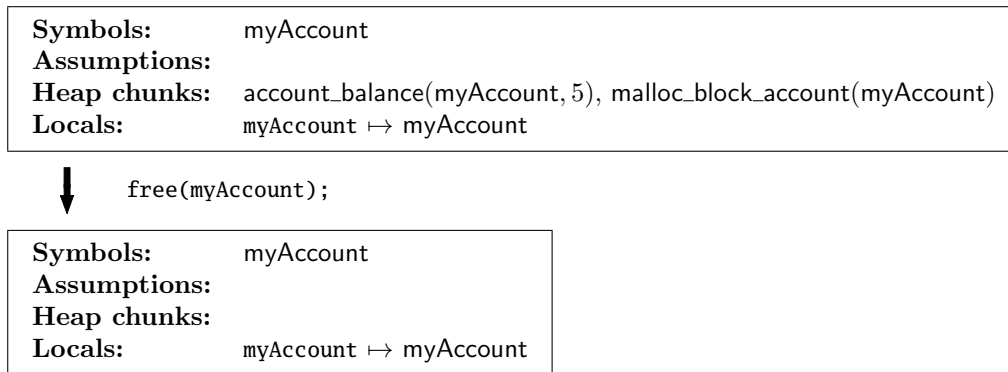 Symbols: myAccount
Assumptions:
Heap chunks: account_balance(myAccount, 5), malloc_block_account(myAccount)
Locals: myAccount ↦ myAccount
free(myAccount);
Symbols: myAccount
Assumptions:
Heap chunks:
Locals: myAccount ↦ myAccount